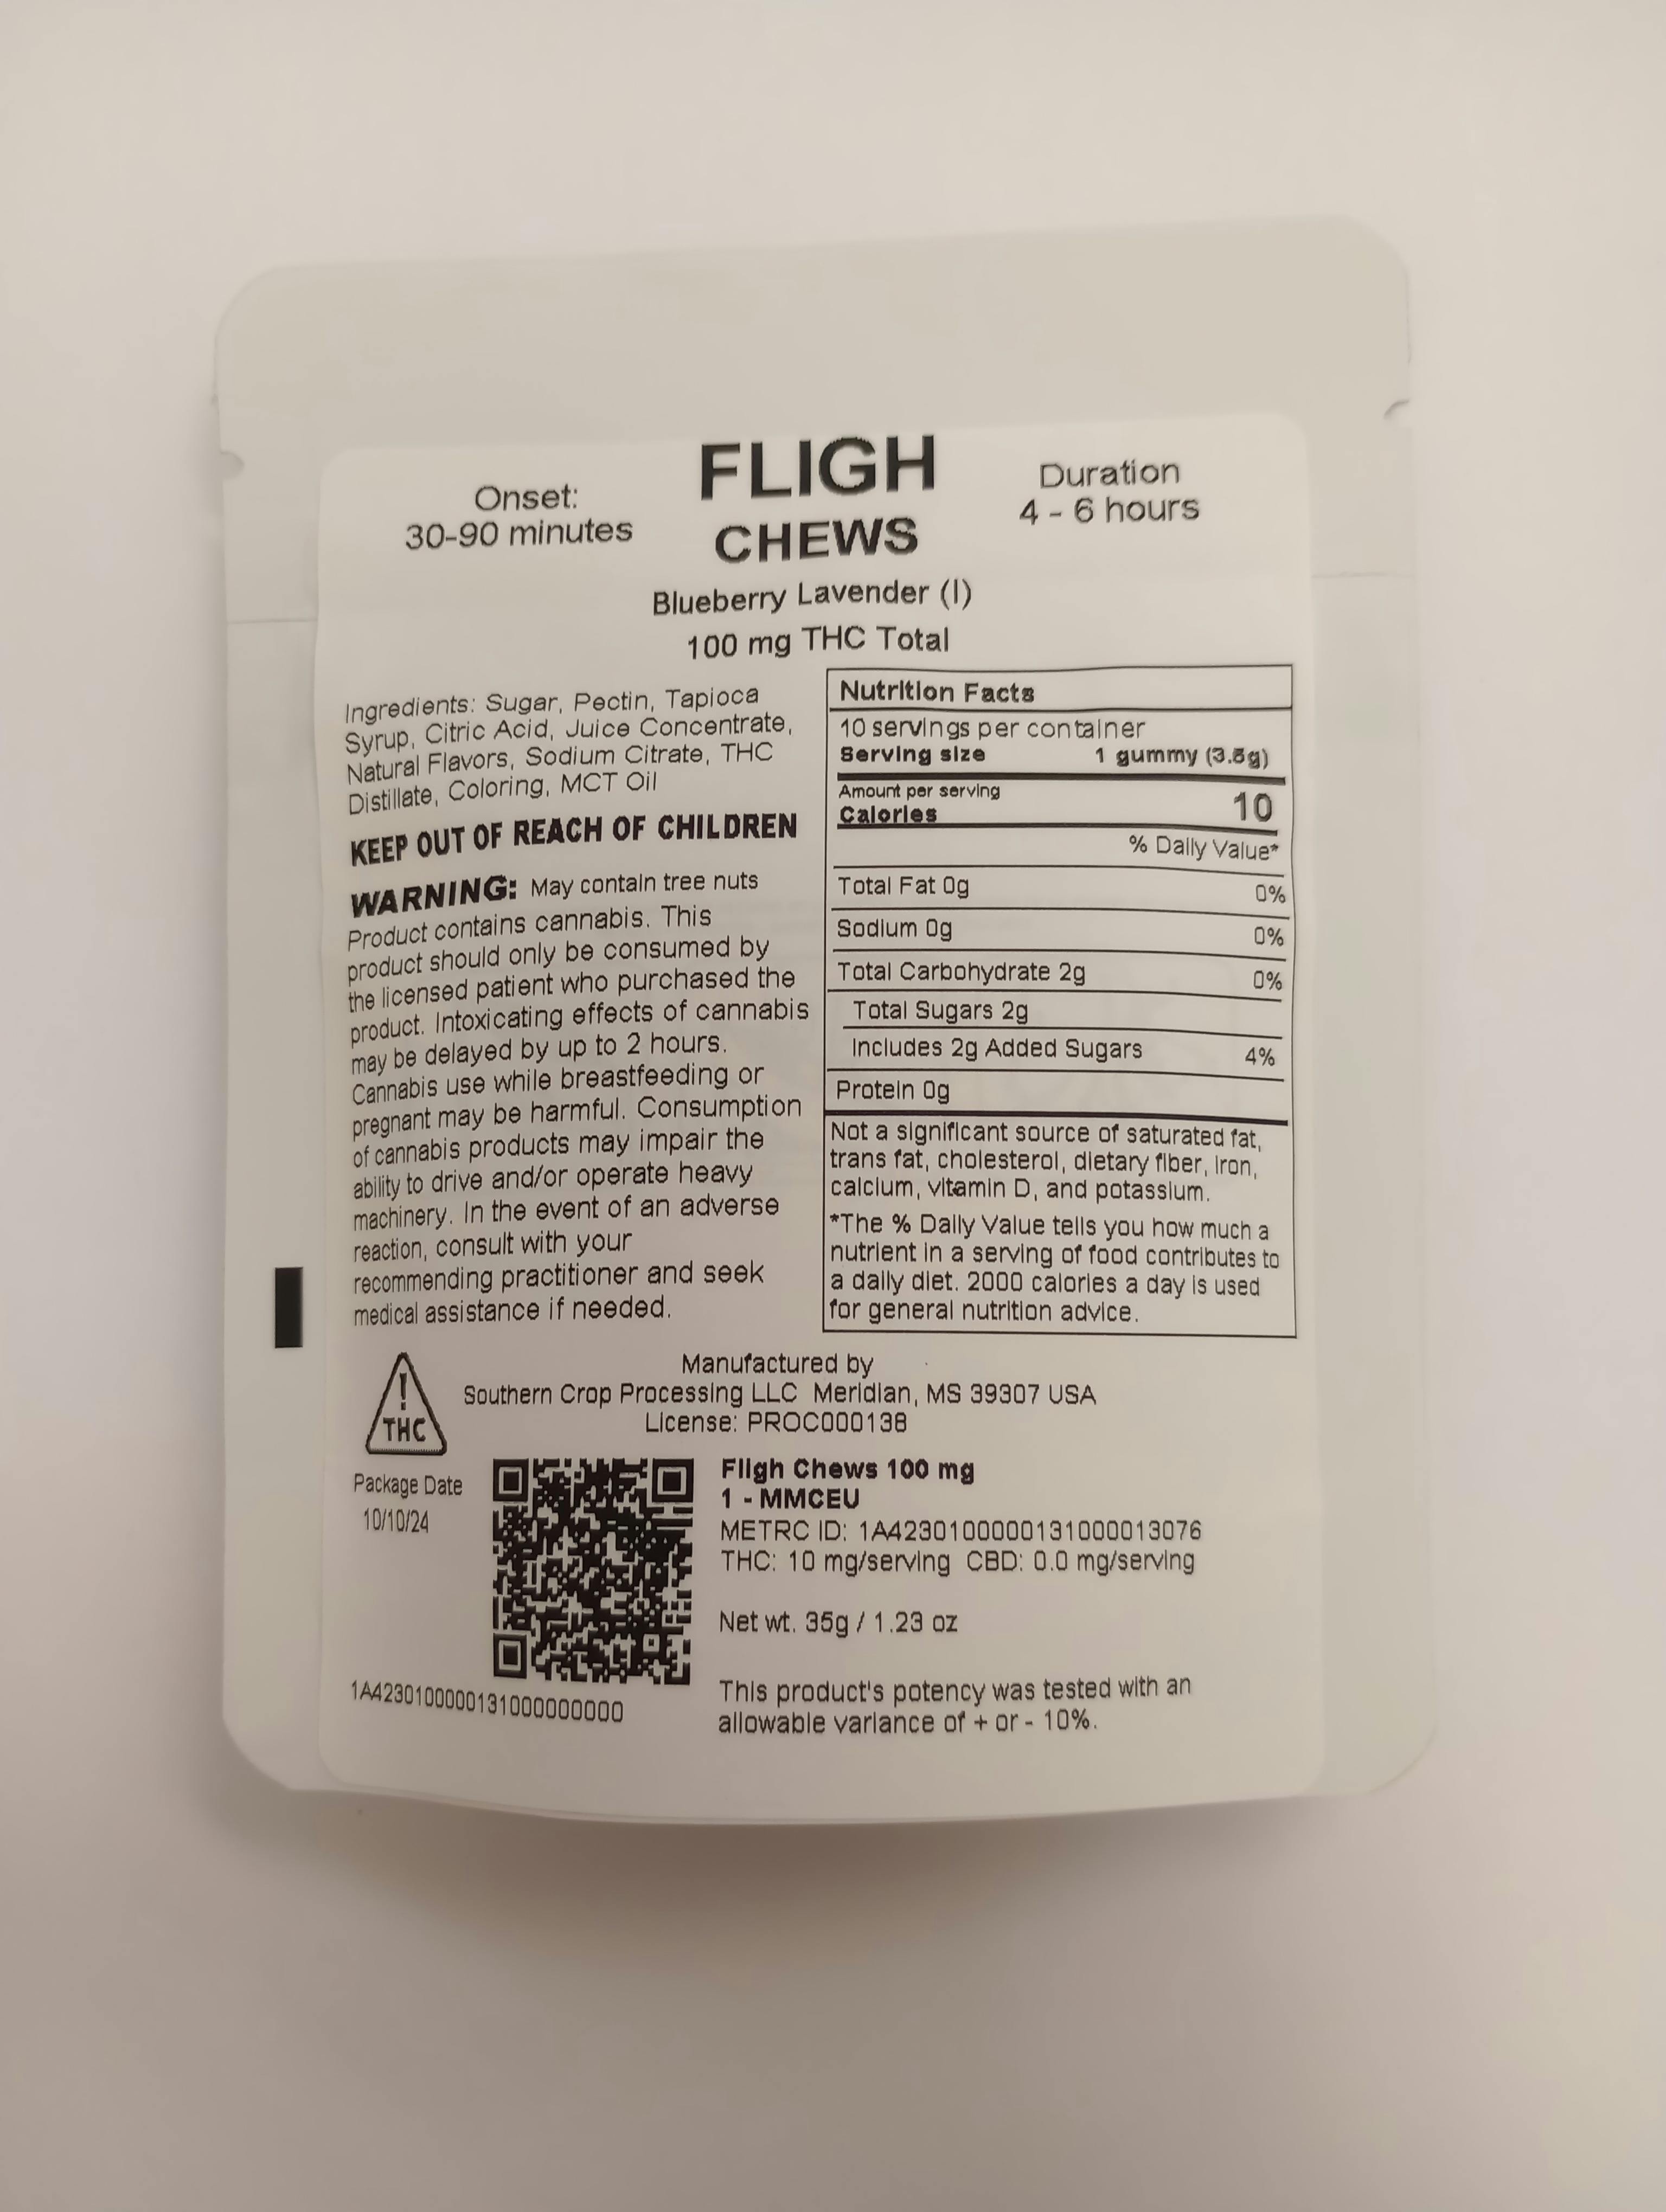 FLIGH
CHEWS
Onset:
30-90 minutes
Duration
4 - 6 hours
Blueberry Lavender (I)
100 mg THC Total
Ingredients: Sugar, Pectin, Tapioca
Syrup, Citric Acid, Juice Concentrate,
Natural Flavors, Sodium Citrate, THC
Distillate, Coloring, MCT Oil
KEEP OUT OF REACH OF CHILDREN
WARNING: May contain tree nuts
Product contains cannabis. This
product should only be consumed by
the licensed patient who purchased the
product. Intoxicating effects of cannabis
may be delayed by up to 2 hours.
Cannabis use while breastfeeding or
pregnant may be harmful. Consumption
of cannabis products may impair the
ability to drive and/or operate heavy
machinery. In the event of an adverse
reaction, consult with your
recommending practitioner and seek
medical assistance if needed.
Nutrition Facts
10 servings per container
Serving size 1 gummy (3.5g)
Amount per serving
Calories 10
% Daily Value*
Total Fat 0g 0%
Sodium 0g 0%
Total Carbohydrate 2g 0%
Total Sugars 2g
Includes 2g Added Sugars 4%
Protein 0g
Not a significant source of saturated fat,
trans fat, cholesterol, dietary fiber, iron,
calcium, vitamin D, and potassium.
*The % Daily Value tells you how much a
nutrient in a serving of food contributes to
a daily diet. 2000 calories a day is used
for general nutrition advice.
!
THC
Manufactured by
Southern Crop Processing LLC Meridian, MS 39307 USA
License: PROC000138
Package Date
10/10/24
Fligh Chews 100 mg
1 - MMCEU
METRC ID: 1A4230100000131000013076
THC: 10 mg/serving CBD: 0.0 mg/serving
Net wt. 35g / 1.23 oz
This product's potency was tested with an
allowable variance of + or - 10%.
1A4230100000131000000000